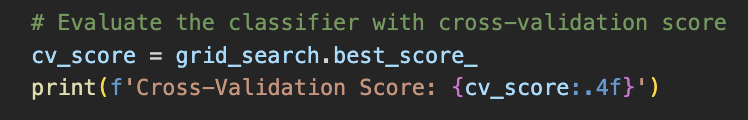 # Evaluate the classifier with cross-validation score
cv_score = grid_search.best_score_
print(f'Cross-Validation Score: {cv_score:.4f}')